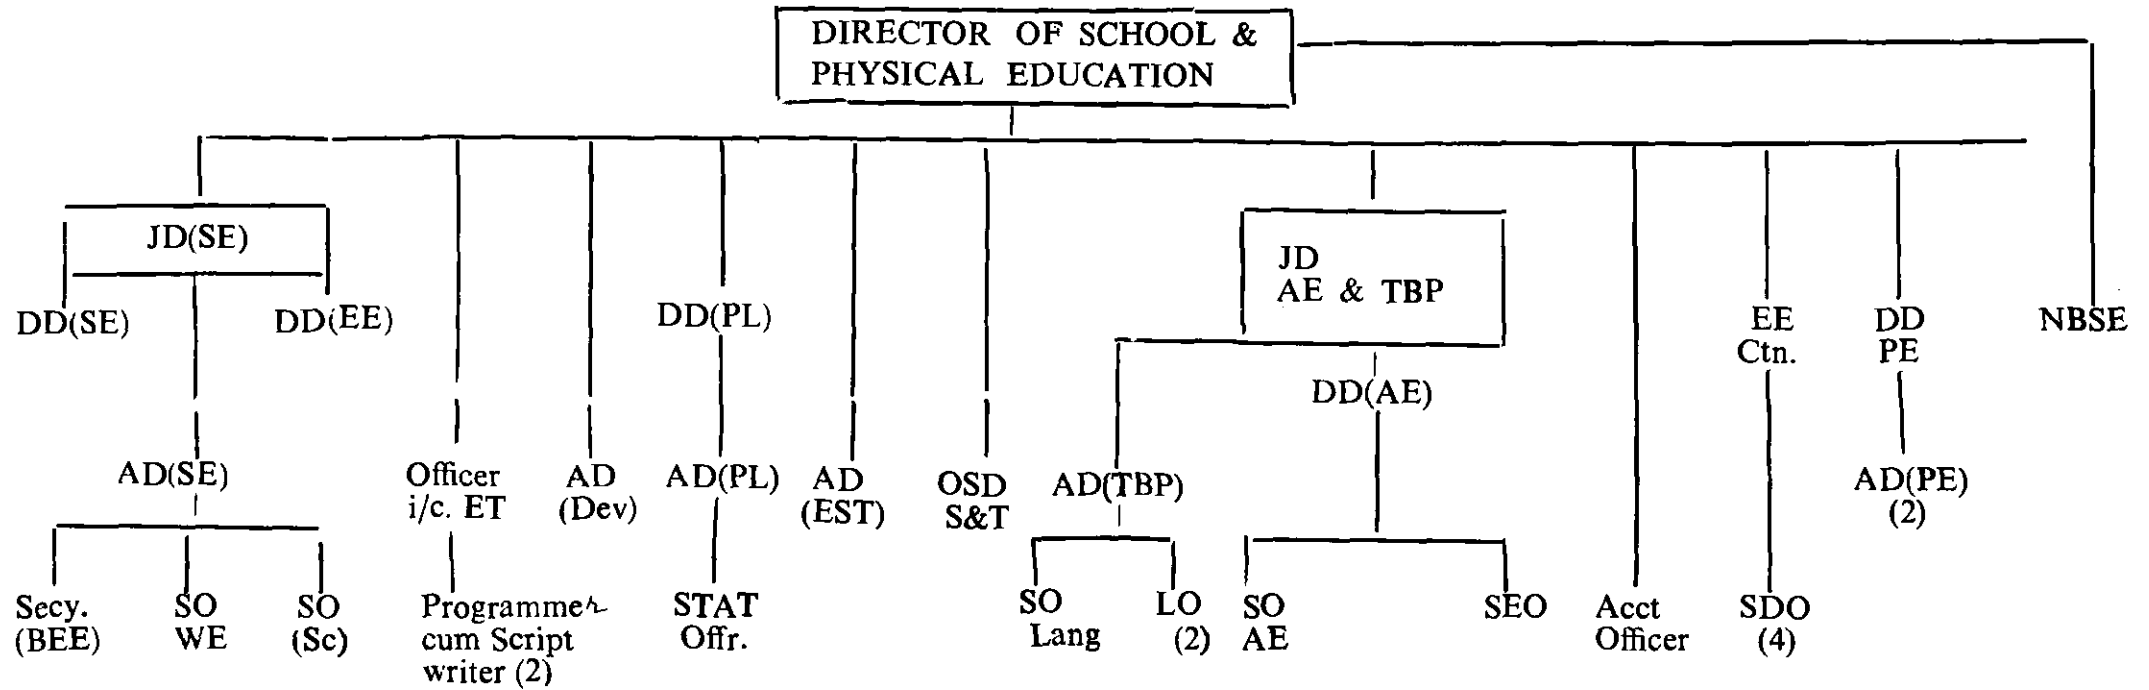 DIRECTOR OF SCHOOL &
PHYSICAL EDUCATION
JD(SE)
JD
AE & TBP
DD(SE)
DD(EE)
DD(PL)
EE
Ctn.
DD
PE
NBSE
DD(AE)
AD(SE)
Officer
i/c. ET
AD
(Dev)
AD(PL)
AD
(EST)
OSD
S&T
AD(TBP)
AD(PE)
(2)
Secy.
(BEE)
SO
WE
SO
(Sc)
Programmer
cum Script
writer (2)
STAT
Offr.
SO
Lang
LO
(2)
SO
AE
SEO
Acct
Officer
SDO
(4)